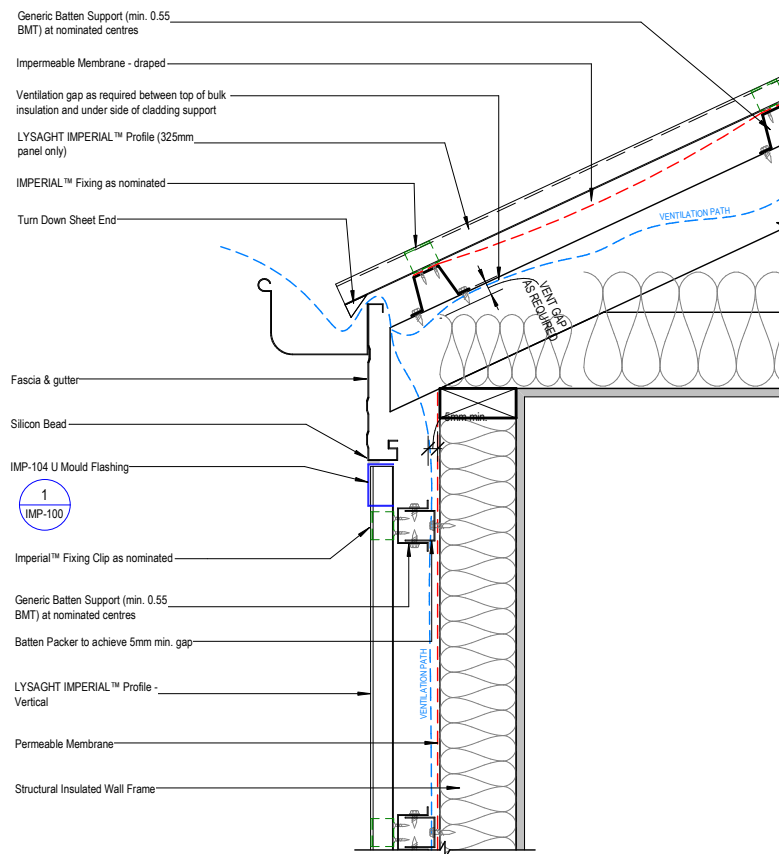 Generic Batten Support (min. 0.55
BMT) at nominated centres
Impermeable Membrane - draped
Ventilation gap as required between top of bulk
insulation and under side of cladding support
LYSAGHT IMPERIAL™ Profile (325mm
panel only)
IMPERIAL™ Fixing as nominated
Turn Down Sheet End
VENTILATION PATH
VENT GAP
AS REQUIRED
Fascia & gutter
5mm min.
Silicon Bead
IMP-104 U Mould Flashing
1
IMP-100
Imperial™ Fixing Clip as nominated
Generic Batten Support (min. 0.55
BMT) at nominated centres
Batten Packer to achieve 5mm min. gap
VENTILATION PATH
LYSAGHT IMPERIAL™ Profile -
Vertical
Permeable Membrane
Structural Insulated Wall Frame